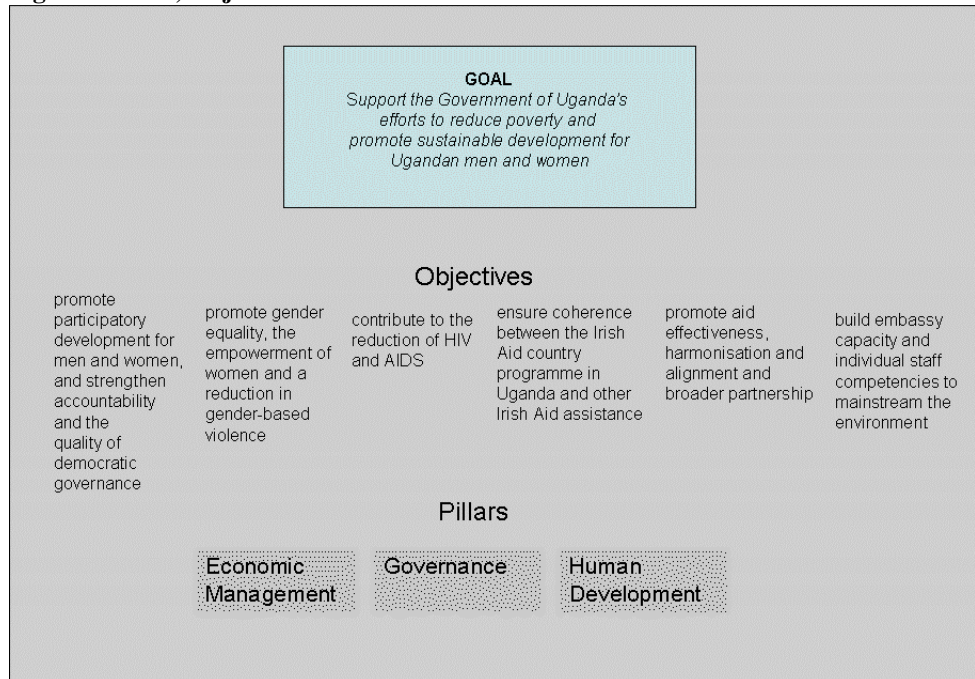 GOAL
Support the Government of Uganda's
efforts to reduce poverty and
promote sustainable development for
Ugandan men and women
Objectives
promote
participatory
development for
men and women,
and strengthen
accountability
and the
quality of
democratic
governance
promote gender
equality, the
empowerment of
women and a
reduction in
gender-based
violence
contribute to the
reduction of HIV
and AIDS
ensure coherence
between the Irish
Aid country
programme in
Uganda and other
Irish Aid assistance
promote aid
effectiveness,
harmonisation and
alignment and
broader partnership
build embassy
capacity and
individual staff
competencies to
mainstream the
environment
Pillars
Economic
Management
Governance
Human
Development